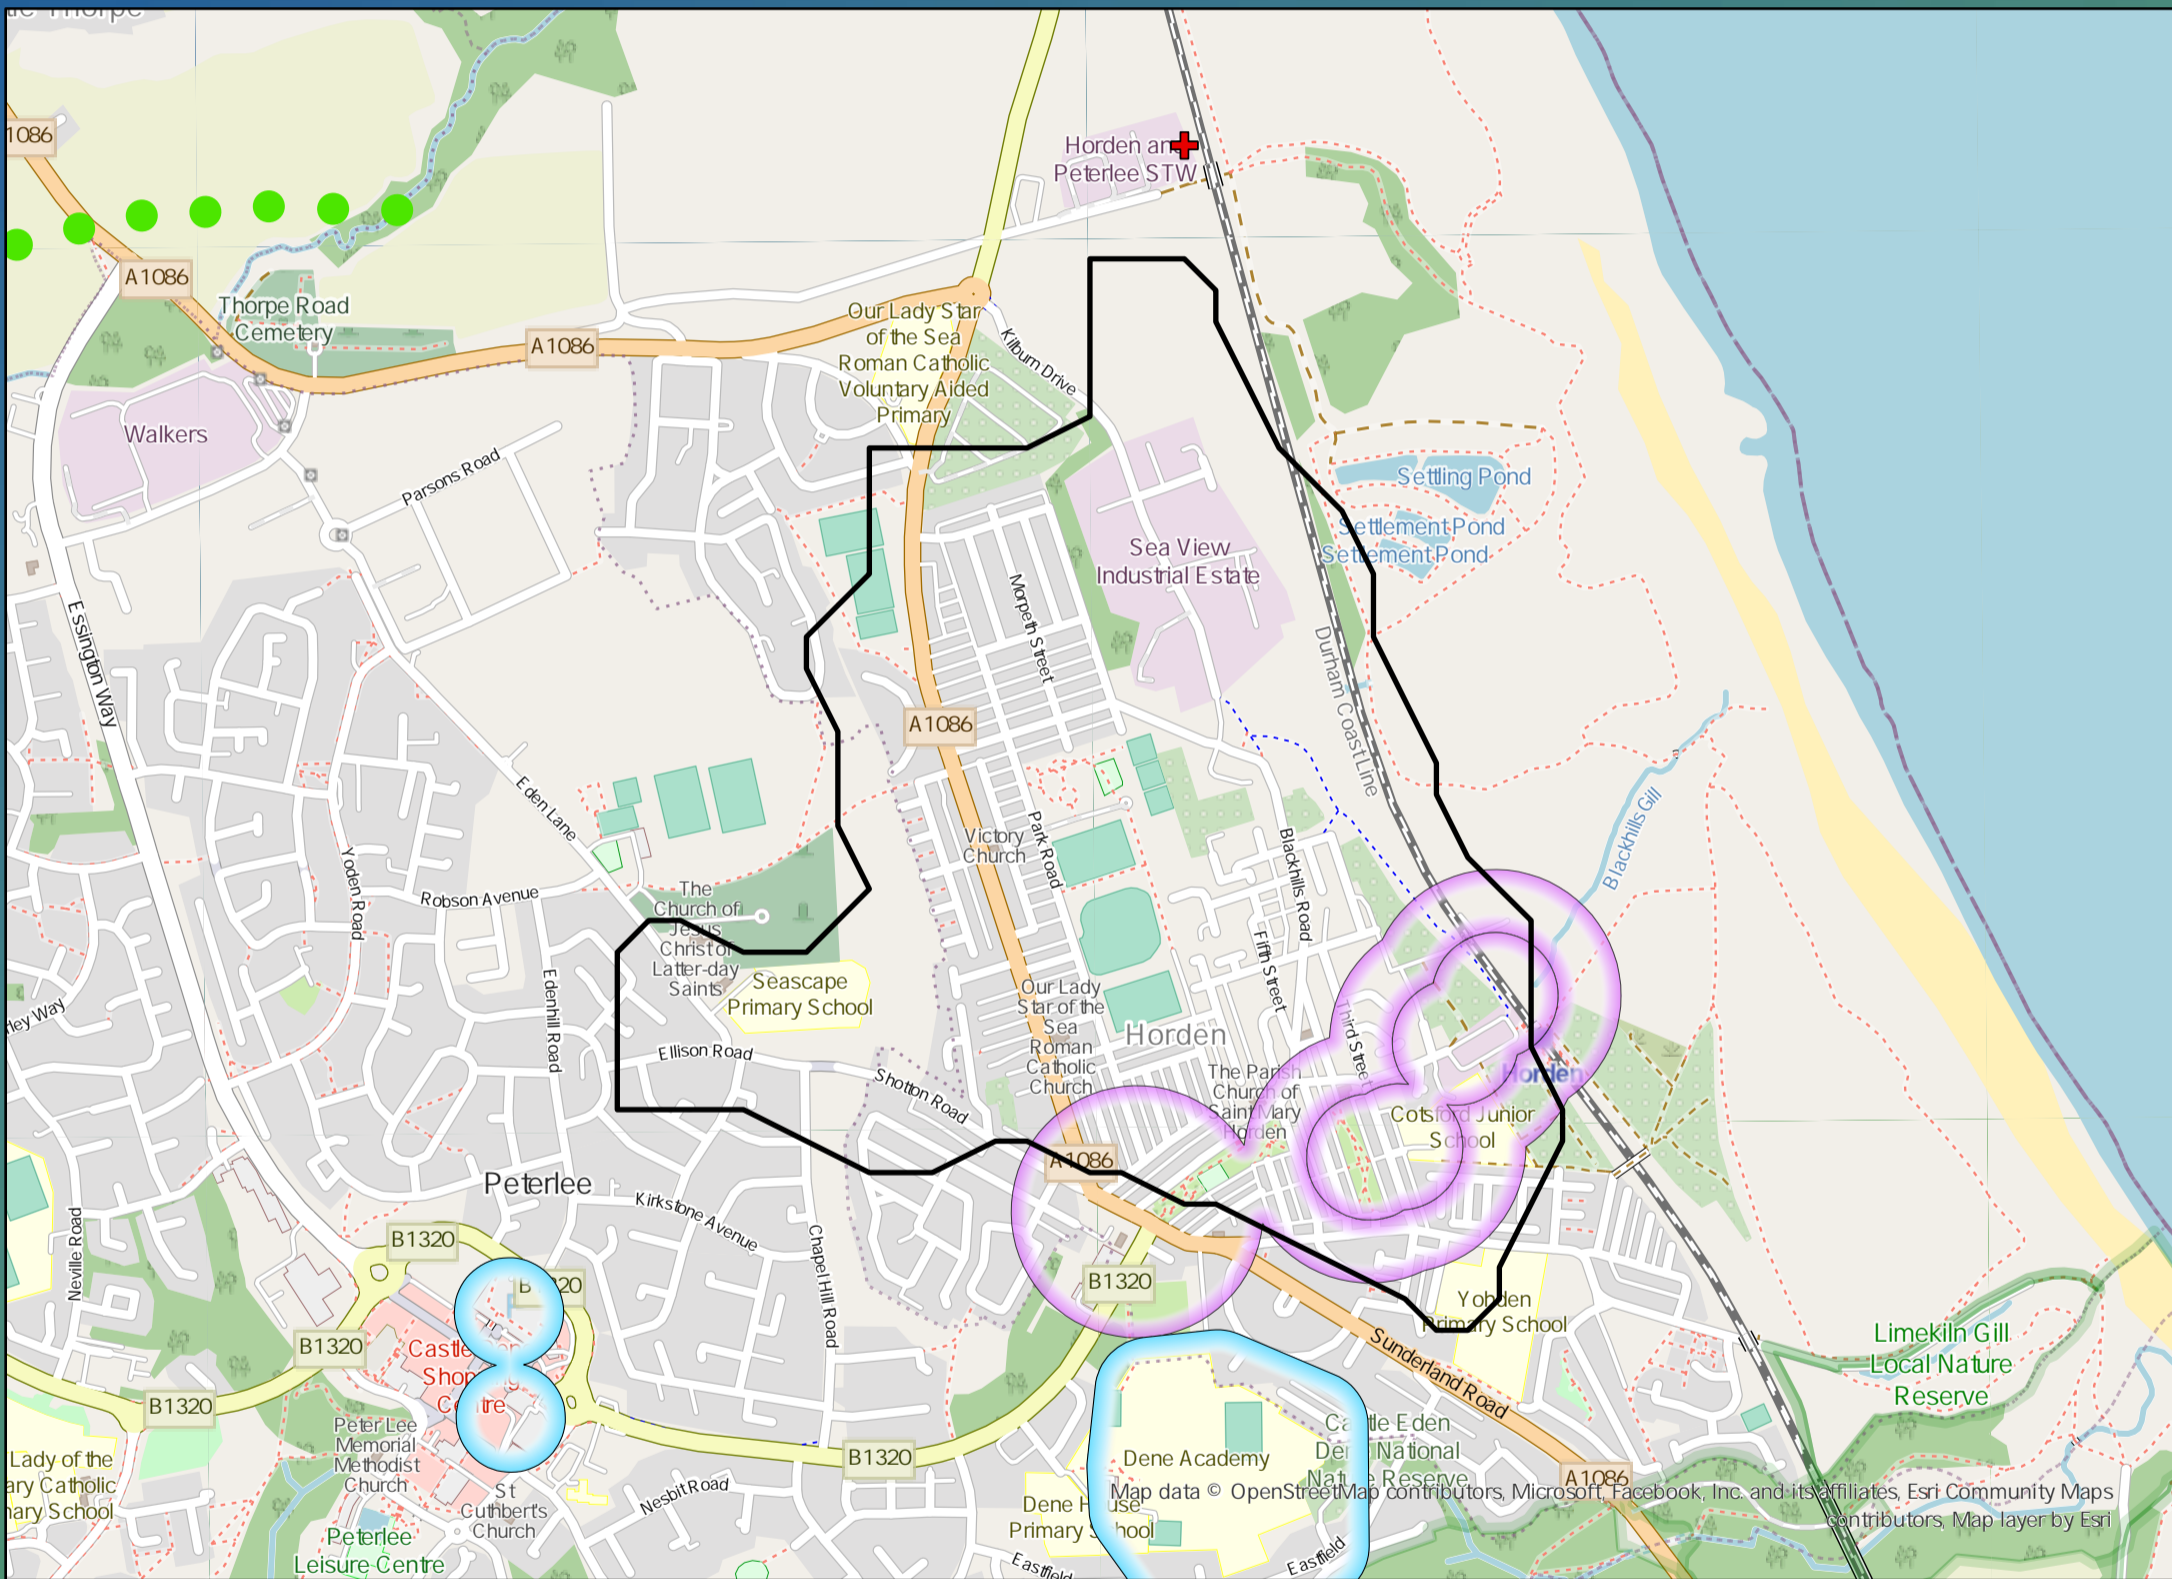 1086
Horden an
Peterlee STW
A1086
Thorpe Road
Cemetery
A1086
Our Lady Star
of the Sea
Roman Catholic
Voluntary Aided
Primary
Kilburn Drive
Walkers
Parsons Road
Settling Pond
Settlement Pond
Settlement Pond
Sea View
Industrial Estate
Morpeth Street
Essington Way
Durham Coast Line
A1086
Eden Lane
Victory
Church
Park Road
Blackhills Road
Blackhills Gill
Yoden Road
Robson Avenue
The
Church of
Jesus
Christ of
Latter-day
Saints
Seascape
Primary School
Edenhill Road
Fifth Street
Third Street
Our Lady
Star of the
Sea
Roman
Catholic
Church
Horden
rley Way
Ellison Road
Shotton Road
The Parish
Church of
Saint Mary
Horden
Horden
Cotsford Junior
School
A1086
Peterlee
Kirkstone Avenue
Neville Road
Chapel Hill Road
B1320
B1320
B1320
B1320
Castle
Shopping
Centre
Yohden
Primary School
Sunderland Road
Limekiln Gill
Local Nature
Reserve
B1320
Peter Lee
Memorial
Methodist
Church
Lady of the
ary Catholic
mary School
B1320
Dene Academy
Castle Eden
Dene National
Nature Reserve
A1086
St
Cuthbert's
Church
Nesbit Road
Dene House
Primary School
Peterlee
Leisure Centre
Eastfield
Eastfield
Map data © OpenStreetMap contributors, Microsoft, Facebook, Inc. and its affiliates, Esri Community Maps
contributors, Map layer by Esri